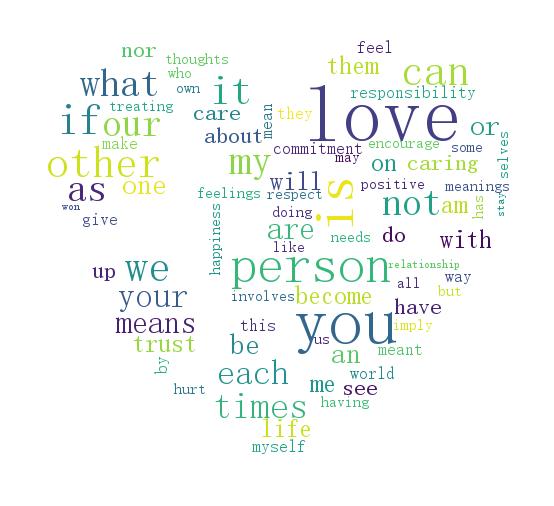 nor
feel
thoughts
them
who
what
own
it
can
responsibility
love
treating
if
our
care
mean
they
or
about
make
commitment
encourage
some
selves
other
my
may
on
caring
as
one
will
is
positive
meanings
feelings
respect
not
am
has
stay
won
give
happiness
doing
are
needs
do
with
like
up
we
person
relationship
all
way
your
involves
become
have
but
means
this
you
us
imply
trust
be
an
meant
by
each
me
see
world
hurt
times
having
life
myself